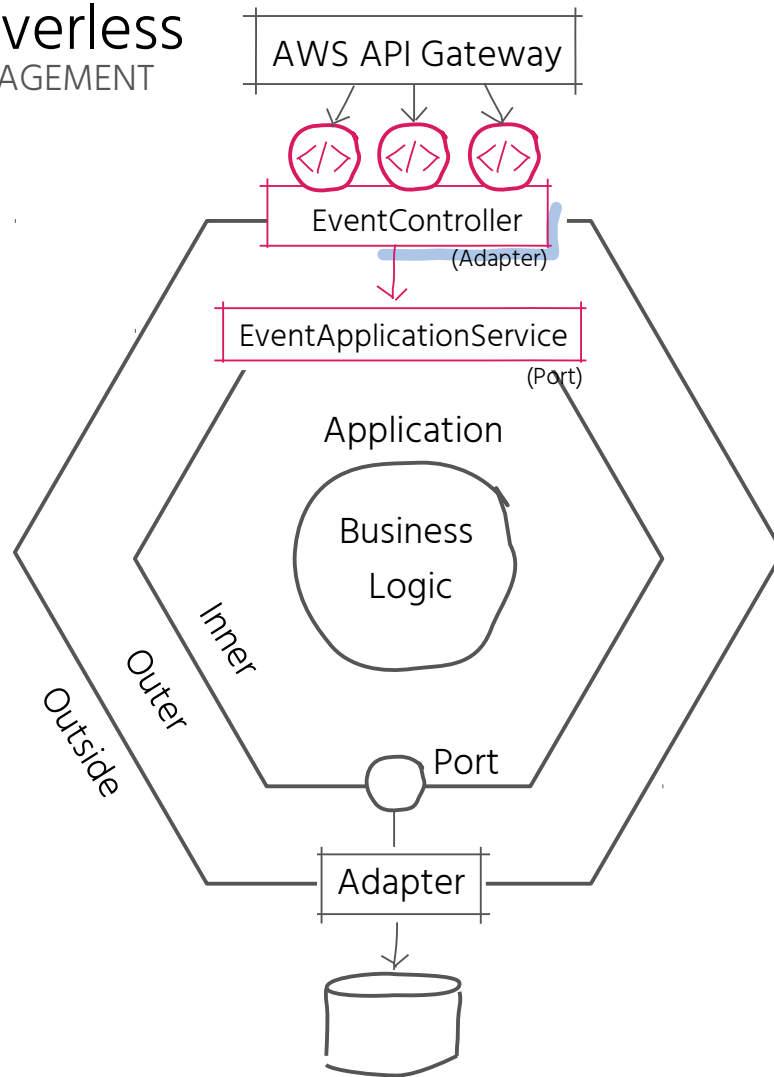 verless
AGEMENT
AWS API Gateway
</> </> </>
EventController
(Adapter)
EventApplicationService
(Port)
Application
Business
Logic
Inner
Outer
Outside
Port
Adapter